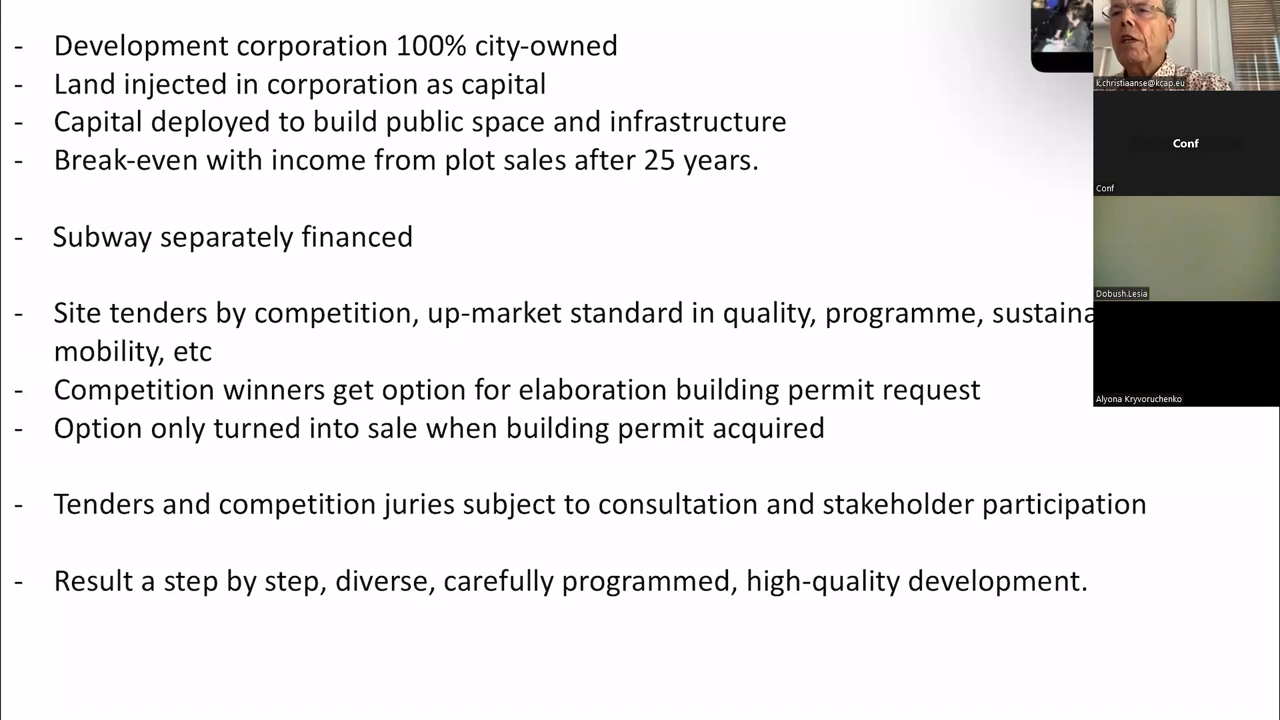 - Development corporation 100% city-owned
- Land injected in corporation as capital
- Capital deployed to build public space and infrastructure
- Break-even with income from plot sales after 25 years.
- Subway separately financed
- Site tenders by competition, up-market standard in quality, programme, sustaina
mobility, etc
- Competition winners get option for elaboration building permit request
- Option only turned into sale when building permit acquired
- Tenders and competition juries subject to consultation and stakeholder participation
- Result a step by step, diverse, carefully programmed, high-quality development.
k.christiaanse@kcap.eu
Conf
Conf
Dobush.Lesia
Alyona Kryvoruchenko